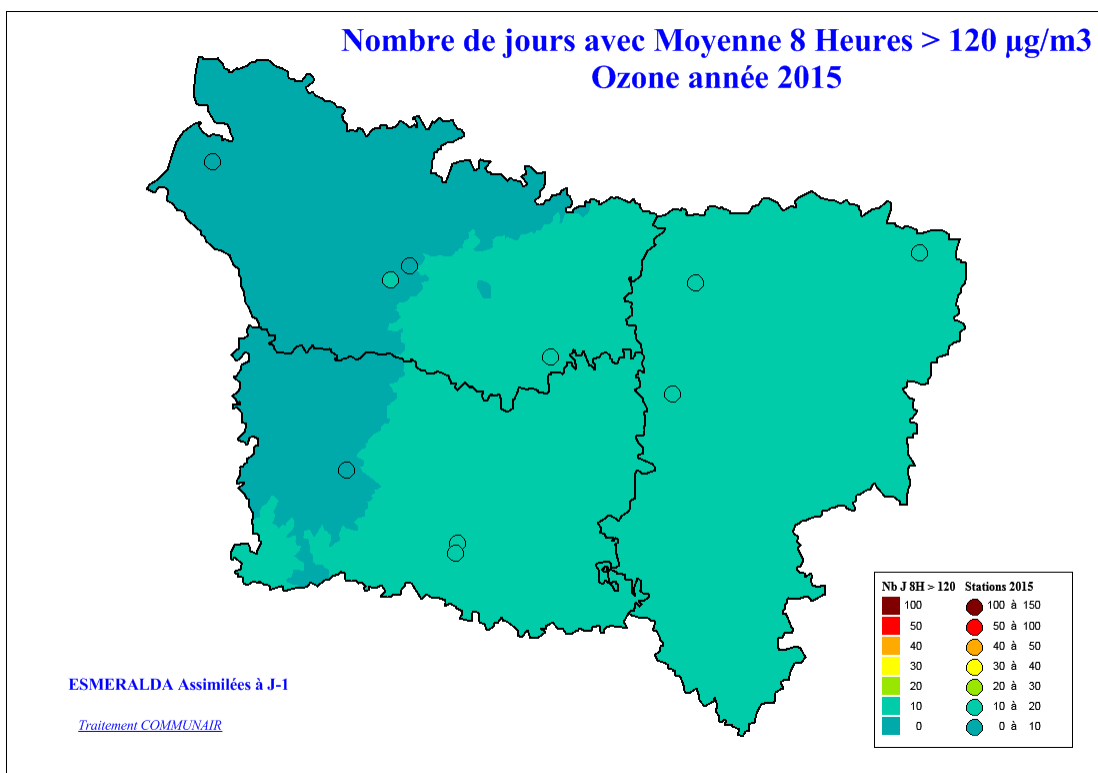 Nombre de jours avec Moyenne 8 Heures > 120 µg/m3
Ozone année 2015
Nb J 8H > 120 Stations 2015
100 100 à 150
50 50 à 100
40 40 à 50
30 30 à 40
20 20 à 30
10 10 à 20
0 0 à 10
ESMERALDA Assimilées à J-1
Traitement COMMUNAIR